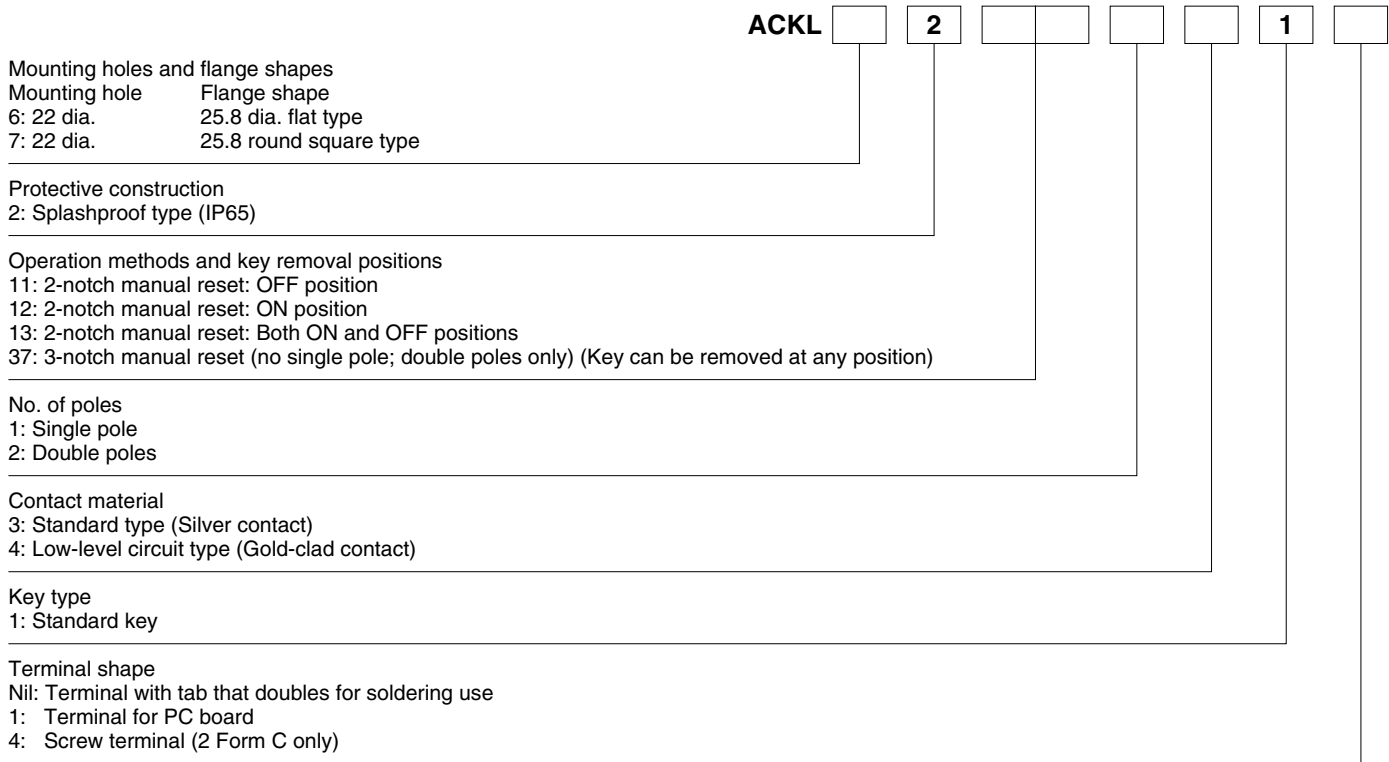 ACKL 2 1
Mounting holes and flange shapes
Mounting hole Flange shape
6: 22 dia. 25.8 dia. flat type
7: 22 dia. 25.8 round square type
Protective construction
2: Splashproof type (IP65)
Operation methods and key removal positions
11: 2-notch manual reset: OFF position
12: 2-notch manual reset: ON position
13: 2-notch manual reset: Both ON and OFF positions
37: 3-notch manual reset (no single pole; double poles only) (Key can be removed at any position)
No. of poles
1: Single pole
2: Double poles
Contact material
3: Standard type (Silver contact)
4: Low-level circuit type (Gold-clad contact)
Key type
1: Standard key
Terminal shape
Nil: Terminal with tab that doubles for soldering use
1: Terminal for PC board
4: Screw terminal (2 Form C only)